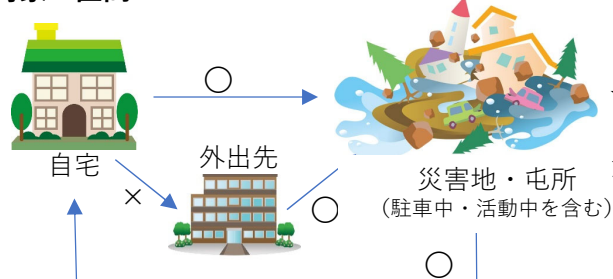 ○
自宅
外出先
×
○
災害地・屯所
(駐車中・活動中を含む)
○